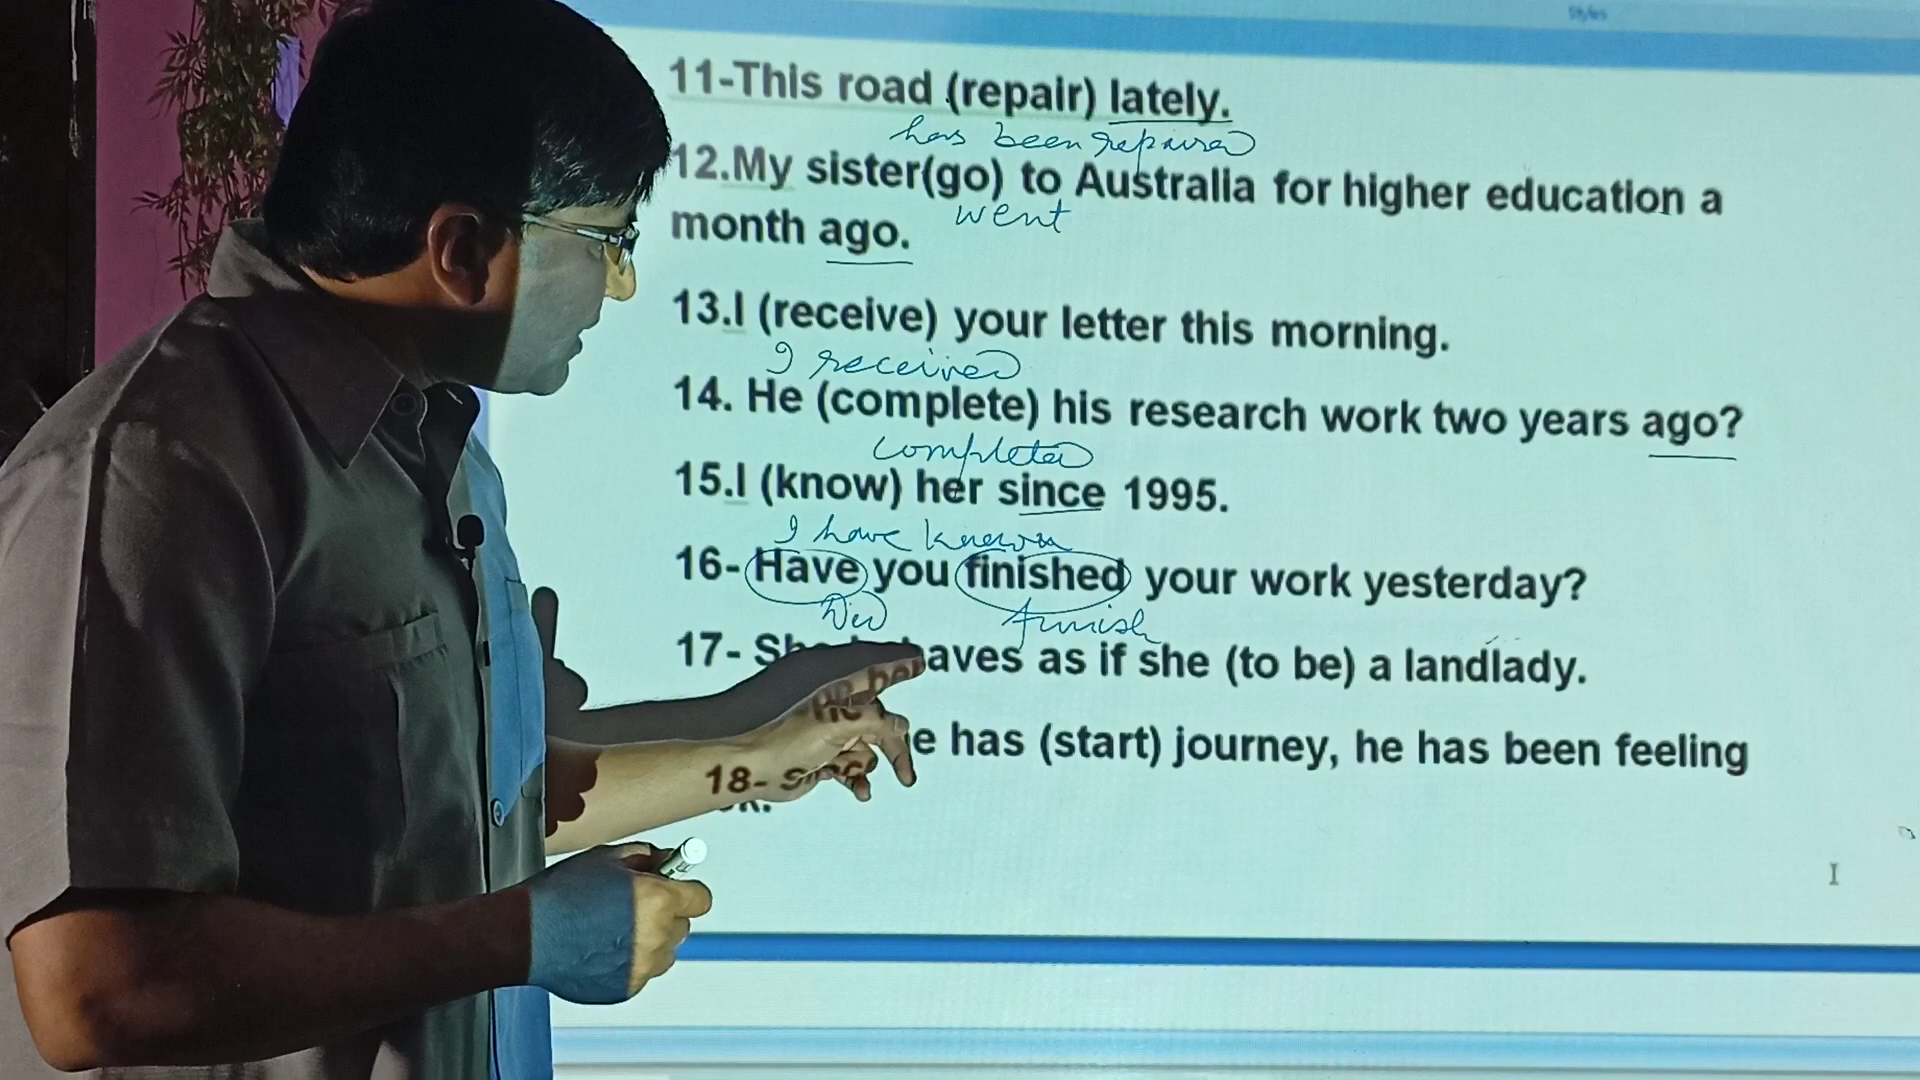 Styles
11-This road (repair) lately.
has been repaired
12.My sister(go) to Australia for higher education a
went
month ago.
13.I (receive) your letter this morning.
I received
14. He (complete) his research work two years ago?
completed
15.I (know) her since 1995.
I have known
16- Have you finished your work yesterday?
Did finish
17- She behaves as if she (to be) a landlady.
18- has (start) journey, he has been feeling